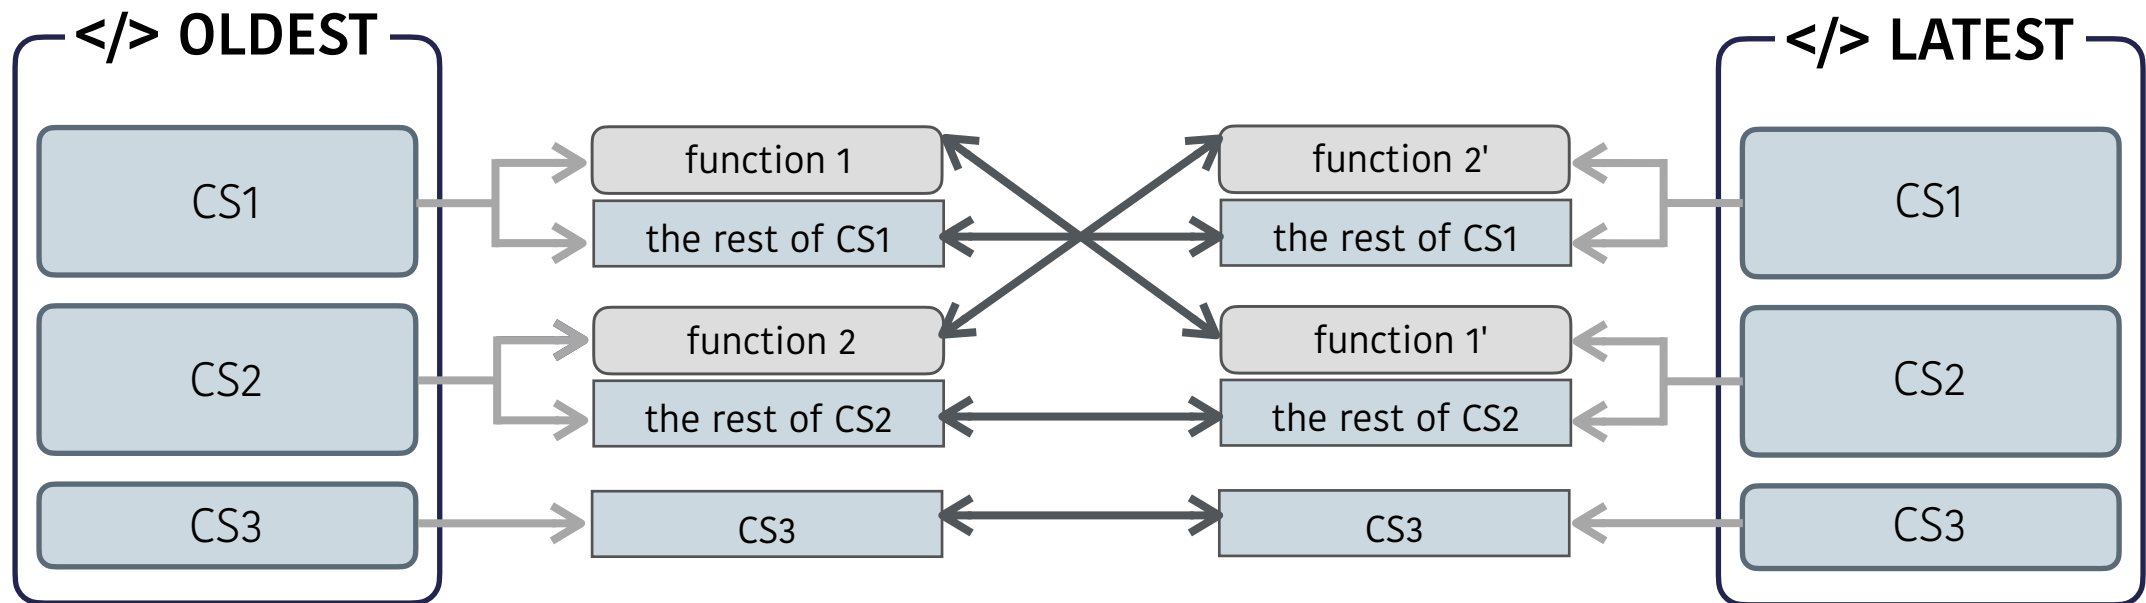 </> OLDEST
CS1
CS2
CS3
function 1
the rest of CS1
function 2
the rest of CS2
CS3
function 2'
the rest of CS1
function 1'
the rest of CS2
CS3
</> LATEST
CS1
CS2
CS3